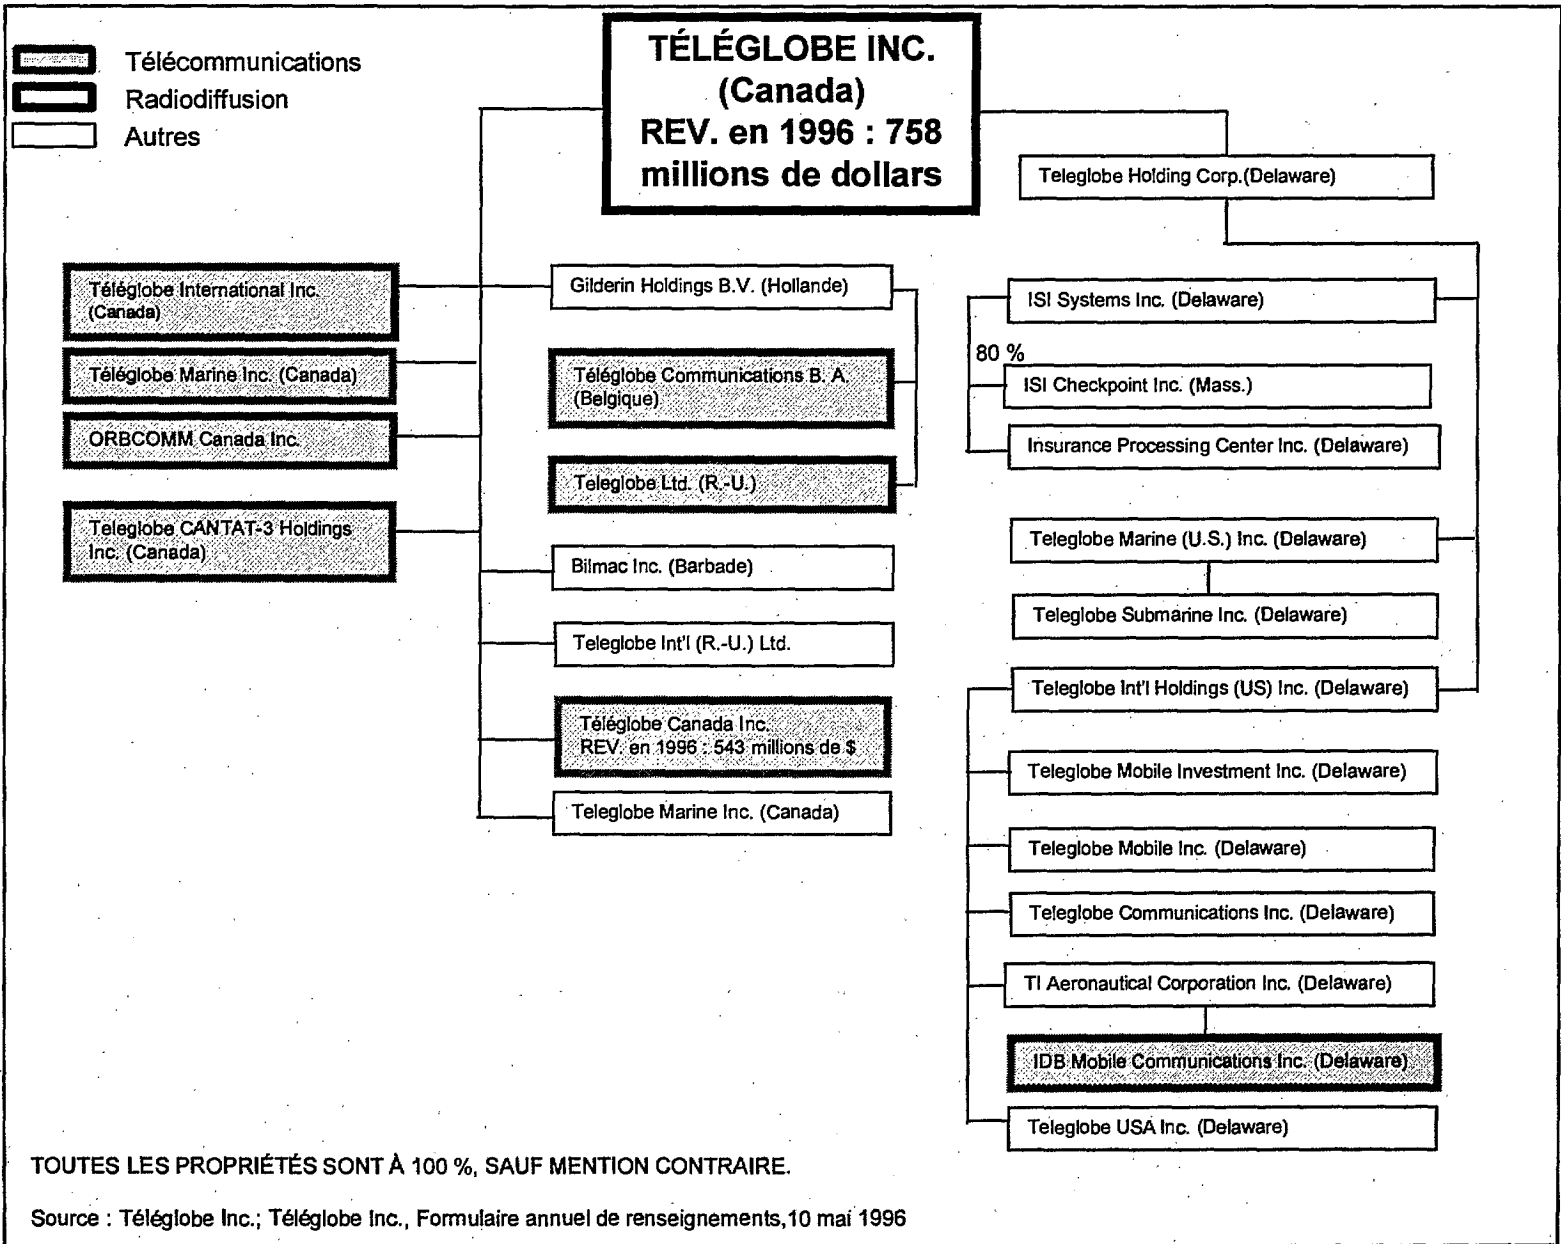 Télécommunications
Radiodiffusion
Autres
TÉLÉGLOBE INC.
(Canada)
REV. en 1996 : 758
millions de dollars
Teleglobe Holding Corp.(Delaware)
Téléglobe International Inc.
(Canada)
Téléglobe Marine Inc. (Canada)
ORBCOMM Canada Inc.
Teleglobe CANTAT-3 Holdings
Inc. (Canada)
Gilderin Holdings B.V. (Hollande)
Téléglobe Communications B. A.
(Belgique)
Teleglobe Ltd. (R.-U.)
Bilmac Inc. (Barbade)
Teleglobe Int'l (R.-U.) Ltd.
Téléglobe Canada Inc.
REV. en 1996 : 543 millions de $
Teleglobe Marine Inc. (Canada)
ISI Systems Inc. (Delaware)
80 %
ISI Checkpoint Inc. (Mass.)
Insurance Processing Center Inc. (Delaware)
Teleglobe Marine (U.S.) Inc. (Delaware)
Teleglobe Submarine Inc. (Delaware)
Teleglobe Int'l Holdings (US) Inc. (Delaware)
Teleglobe Mobile Investment Inc. (Delaware)
Teleglobe Mobile Inc. (Delaware)
Teleglobe Communications Inc. (Delaware)
TI Aeronautical Corporation Inc. (Delaware)
IDB Mobile Communications Inc. (Delaware)
Teleglobe USA Inc. (Delaware)
TOUTES LES PROPRIÉTÉS SONT À 100 %, SAUF MENTION CONTRAIRE.
Source : Téléglobe Inc.; Téléglobe Inc., Formulaire annuel de renseignements,10 mai 1996